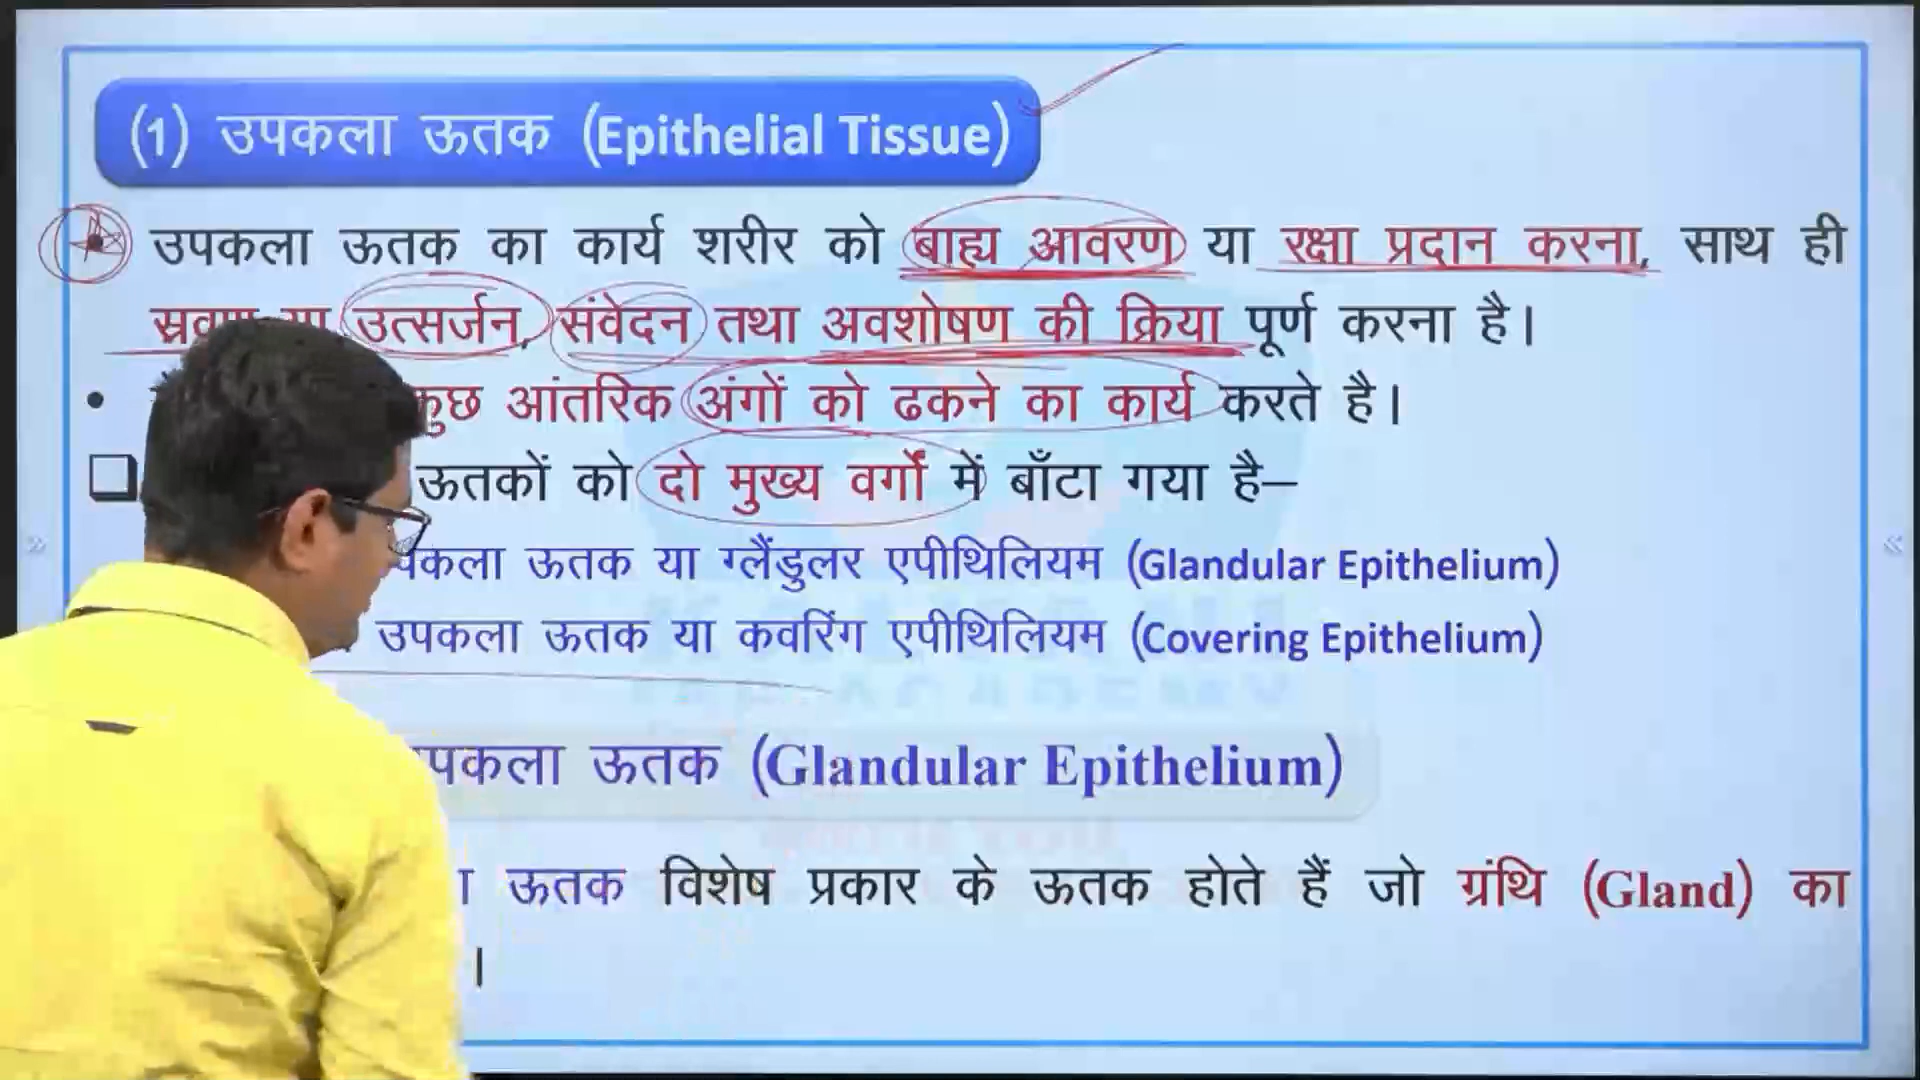 (1) उपकला ऊतक (Epithelial Tissue)
• उपकला ऊतक का कार्य शरीर को बाह्य आवरण या रक्षा प्रदान करना, साथ ही
उत्सर्जन, संवेदन तथा अवशोषण की क्रिया पूर्ण करना है।
• कुछ आंतरिक अंगों को ढकने का कार्य करते है।
ऊतकों को दो मुख्य वर्गों में बाँटा गया है–
ऊतक या ग्लैंडुलर एपीथिलियम (Glandular Epithelium)
उपकला ऊतक या कवरिंग एपीथिलियम (Covering Epithelium)
ऊतक (Glandular Epithelium)
ऊतक विशेष प्रकार के ऊतक होते हैं जो ग्रंथि (Gland) का
।